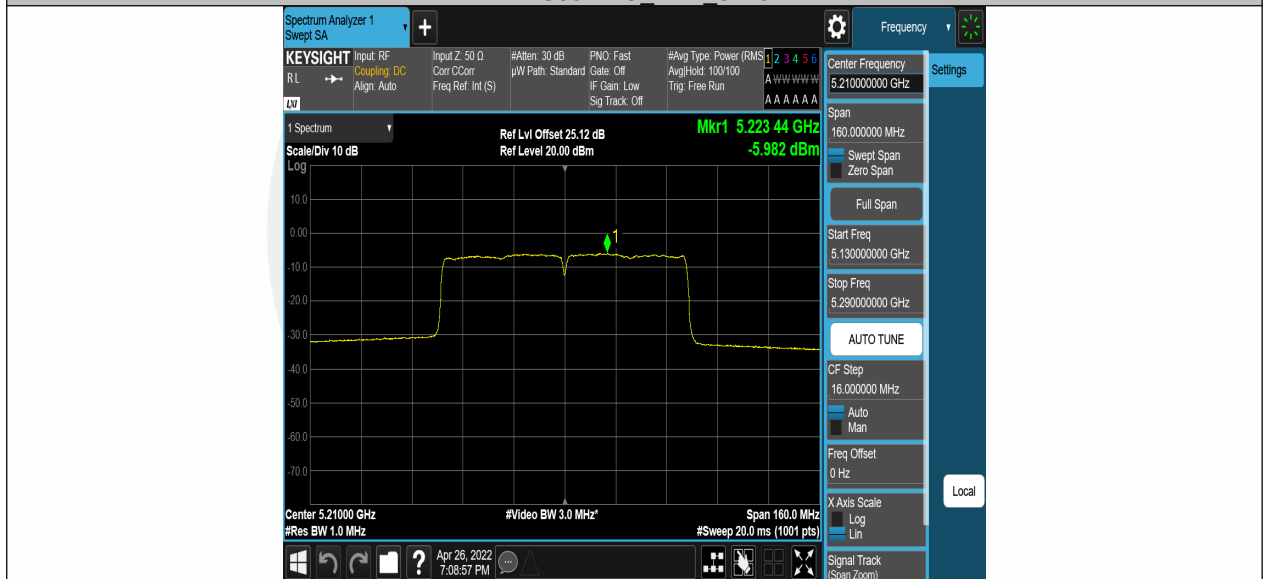 Spectrum Analyzer 1
Swept SA
+
Frequency
KEYSIGHT
RL
LXI
Input: RF
Coupling: DC
Align: Auto
Input Z: 50 Ω
Corr CCorr
Freq Ref: Int (S)
#Atten: 30 dB
µW Path: Standard
PNO: Fast
Gate: Off
IF Gain: Low
Sig Track: Off
#Avg Type: Power (RMS
Avg|Hold: 100/100
Trig: Free Run
1 2 3 4 5 6
A W W W W W
A A A A A A
1 Spectrum
Scale/Div 10 dB
Log
Ref Lvl Offset 25.12 dB
Ref Level 20.00 dBm
Mkr1 5.223 44 GHz
-5.982 dBm
10.0
0.00
-10.0
-20.0
-30.0
-40.0
-50.0
-60.0
-70.0
1
Center 5.21000 GHz
#Res BW 1.0 MHz
#Video BW 3.0 MHz*
Span 160.0 MHz
#Sweep 20.0 ms (1001 pts)
Center Frequency
5.210000000 GHz
Settings
Span
160.000000 MHz
Swept Span
Zero Span
Full Span
Start Freq
5.130000000 GHz
Stop Freq
5.290000000 GHz
AUTO TUNE
CF Step
16.000000 MHz
Auto
Man
Freq Offset
0 Hz
X Axis Scale
Log
Lin
Local
Signal Track
(Span Zoom)
?
Apr 26, 2022
7:08:57 PM